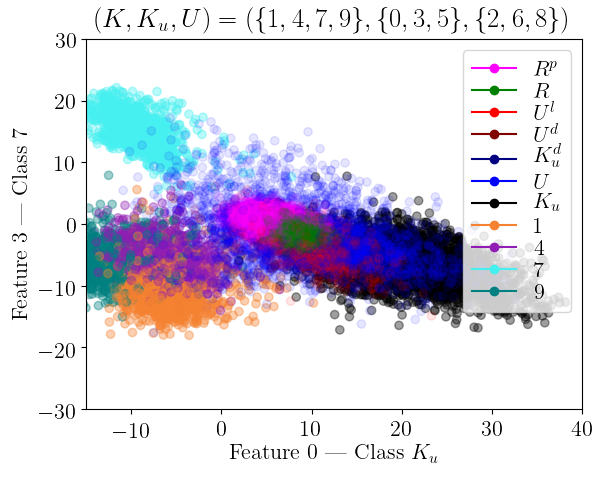 (K, K_u, U) = ({1, 4, 7, 9}, {0, 3, 5}, {2, 6, 8})
30
20
10
0
−10
−20
−30
Feature 3 — Class 7
−10
0
10
20
30
40
Feature 0 — Class K_u
R^p
R
U^l
U^d
K_u^d
U
K_u
1
4
7
9